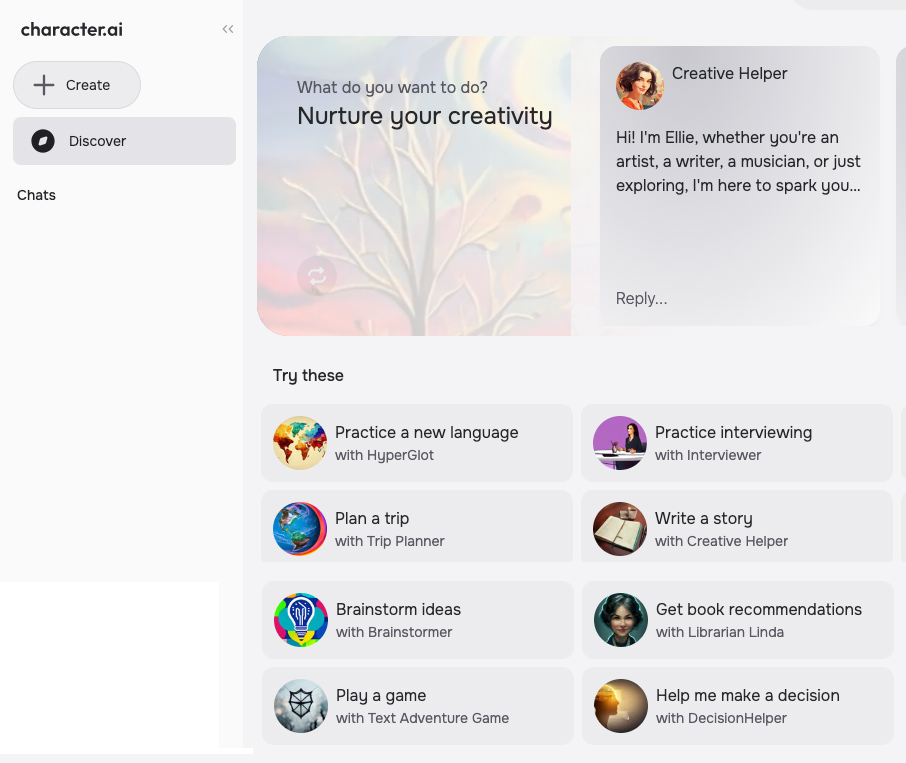 character.ai
Create
Discover
Chats
What do you want to do?
Nurture your creativity
Creative Helper
Hi! I'm Ellie, whether you're an
artist, a writer, a musician, or just
exploring, I'm here to spark you...
Reply...
Try these
Practice a new language
with HyperGlot
Practice interviewing
with Interviewer
Plan a trip
with Trip Planner
Write a story
with Creative Helper
Brainstorm ideas
with Brainstormer
Get book recommendations
with Librarian Linda
Play a game
with Text Adventure Game
Help me make a decision
with DecisionHelper